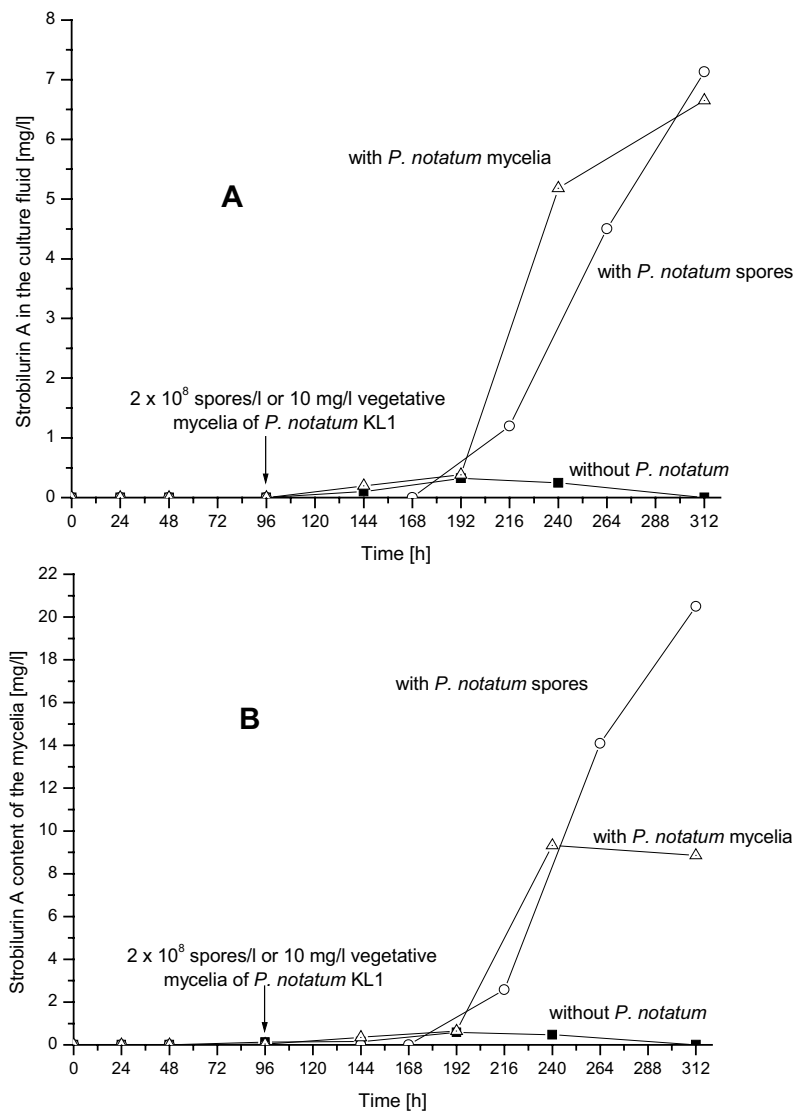 8
7
6
5
4
3
2
1
0
Strobilurin A in the culture fluid [mg/l]
A
with P. notatum mycelia
with P. notatum spores
2 x 10⁸ spores/l or 10 mg/l vegetative
mycelia of P. notatum KL1
without P. notatum
0 24 48 72 96 120 144 168 192 216 240 264 288 312
Time [h]
22
20
18
16
14
12
10
8
6
4
2
0
Strobilurin A content of the mycelia [mg/l]
with P. notatum spores
B
with P. notatum mycelia
2 x 10⁸ spores/l or 10 mg/l vegetative
mycelia of P. notatum KL1
without P. notatum
0 24 48 72 96 120 144 168 192 216 240 264 288 312
Time [h]